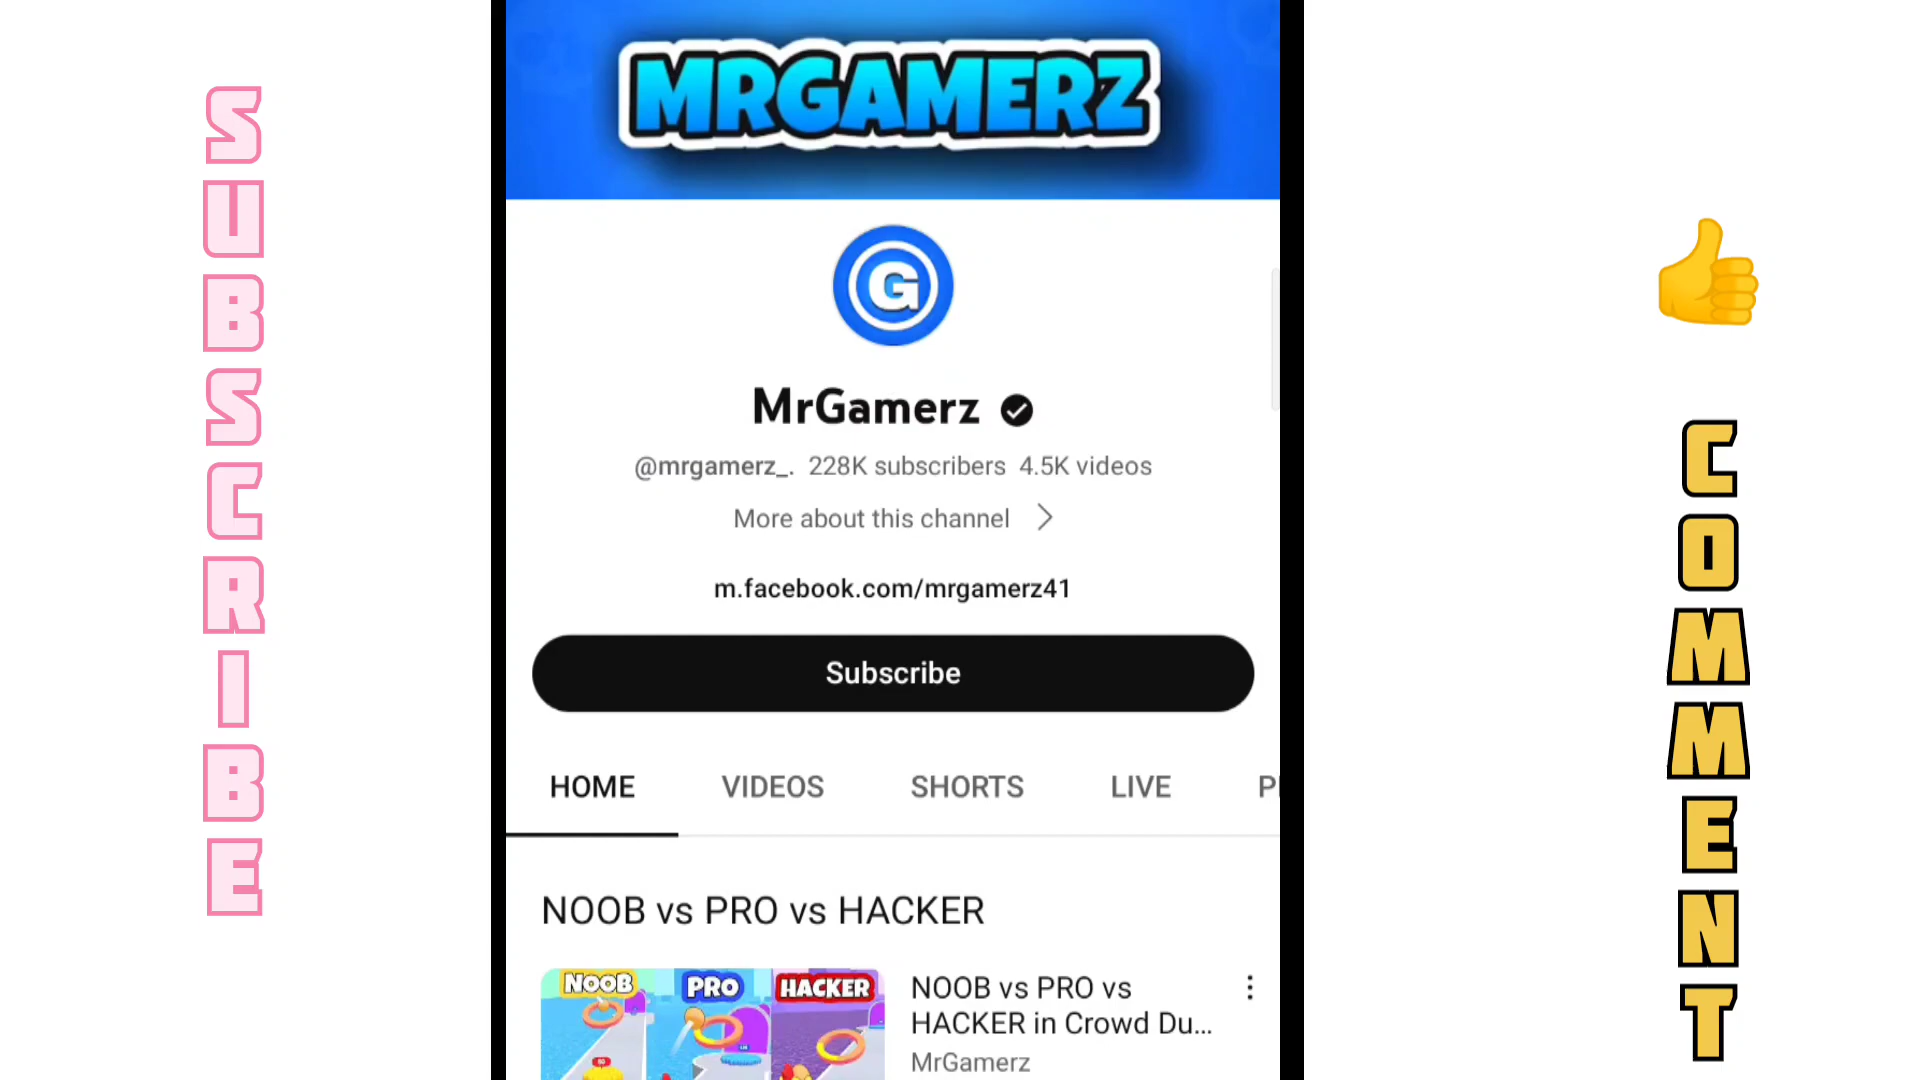 SUBSCRIBE
MRGAMERZ
G
MrGamerz
@mrgamerz_. 228K subscribers 4.5K videos
More about this channel
m.facebook.com/mrgamerz41
Subscribe
HOME VIDEOS SHORTS LIVE
NOOB vs PRO vs HACKER
NOOB PRO HACKER
NOOB vs PRO vs
HACKER in Crowd Du...
MrGamerz
COMMENT